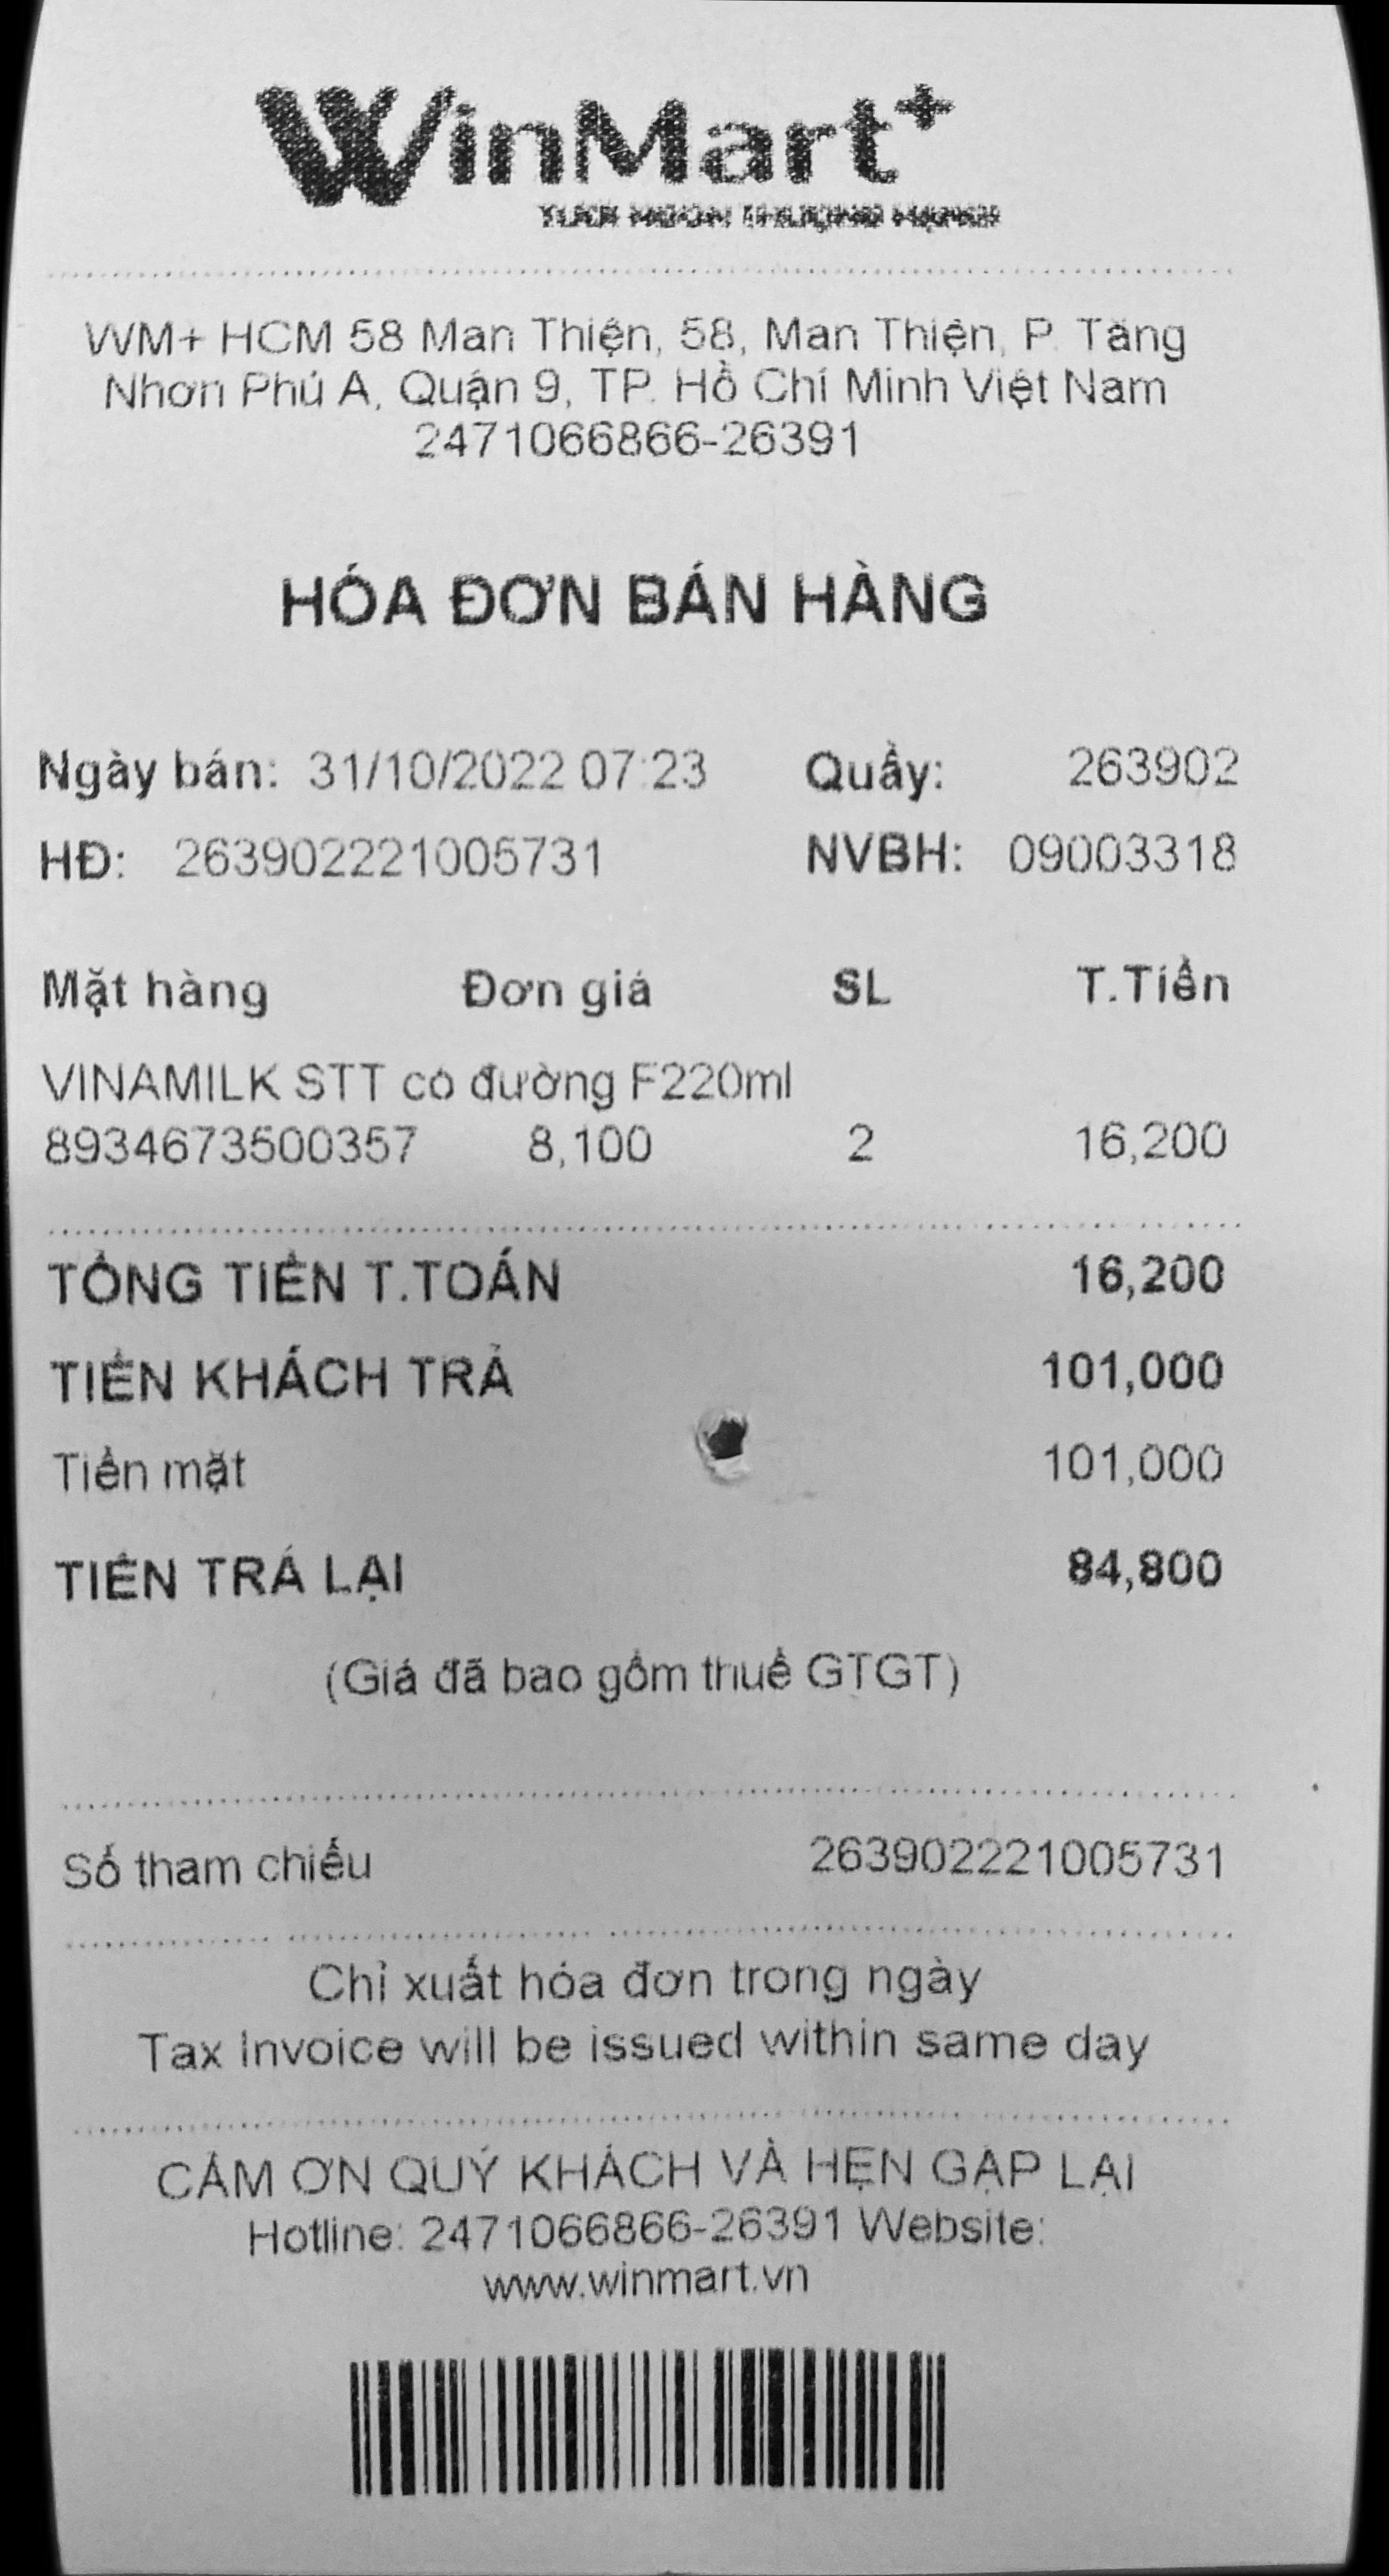 WinMart+
WM+ HCM 58 Man Thiện, 58, Man Thiện, P. Tăng
Nhơn Phú A, Quận 9, TP. Hồ Chí Minh Việt Nam
2471066866-26391
HÓA ĐƠN BÁN HÀNG
Ngày bán: 31/10/2022 07:23 Quầy: 263902
HĐ: 263902221005731 NVBH: 09003318
Mặt hàng Đơn giá SL T.Tiền
VINAMILK STT có đường F220ml
8934673500357 8,100 2 16,200
TỔNG TIỀN T.TOÁN 16,200
TIỀN KHÁCH TRẢ 101,000
Tiền mặt 101,000
TIỀN TRẢ LẠI 84,800
(Giá đã bao gồm thuế GTGT)
Số tham chiếu 263902221005731
Chỉ xuất hóa đơn trong ngày
Tax Invoice will be issued within same day
CẢM ƠN QUÝ KHÁCH VÀ HẸN GẶP LẠI
Hotline: 2471066866-26391 Website:
www.winmart.vn